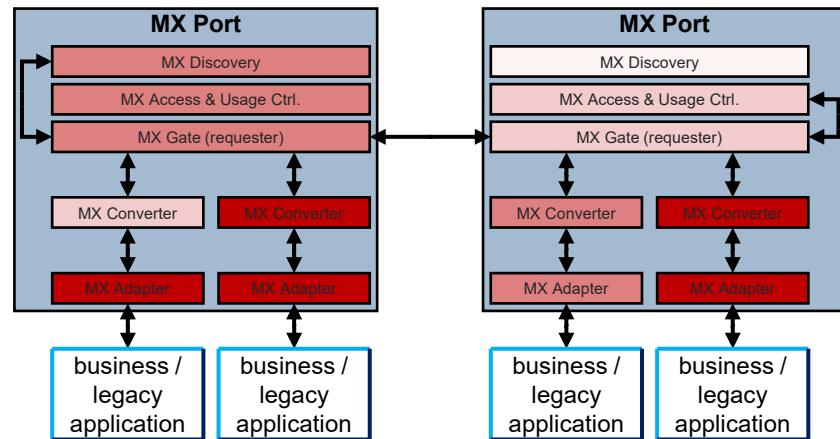 MX Port
MX Discovery
MX Access & Usage Ctrl.
MX Gate (requester)
MX Converter
MX Converter
MX Adapter
MX Adapter
business /
legacy
application
business /
legacy
application
MX Port
MX Discovery
MX Access & Usage Ctrl.
MX Gate (requester)
MX Converter
MX Converter
MX Adapter
MX Adapter
business /
legacy
application
business /
legacy
application